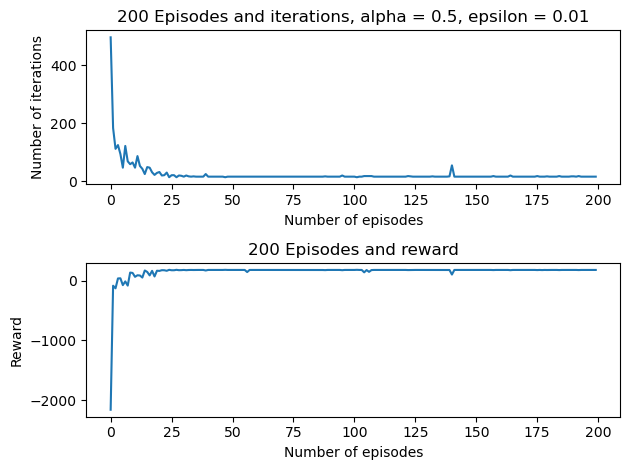 200 Episodes and iterations, alpha = 0.5, epsilon = 0.01
Number of iterations
400
200
0
0 25 50 75 100 125 150 175 200
Number of episodes
200 Episodes and reward
Reward
0
−1000
−2000
0 25 50 75 100 125 150 175 200
Number of episodes